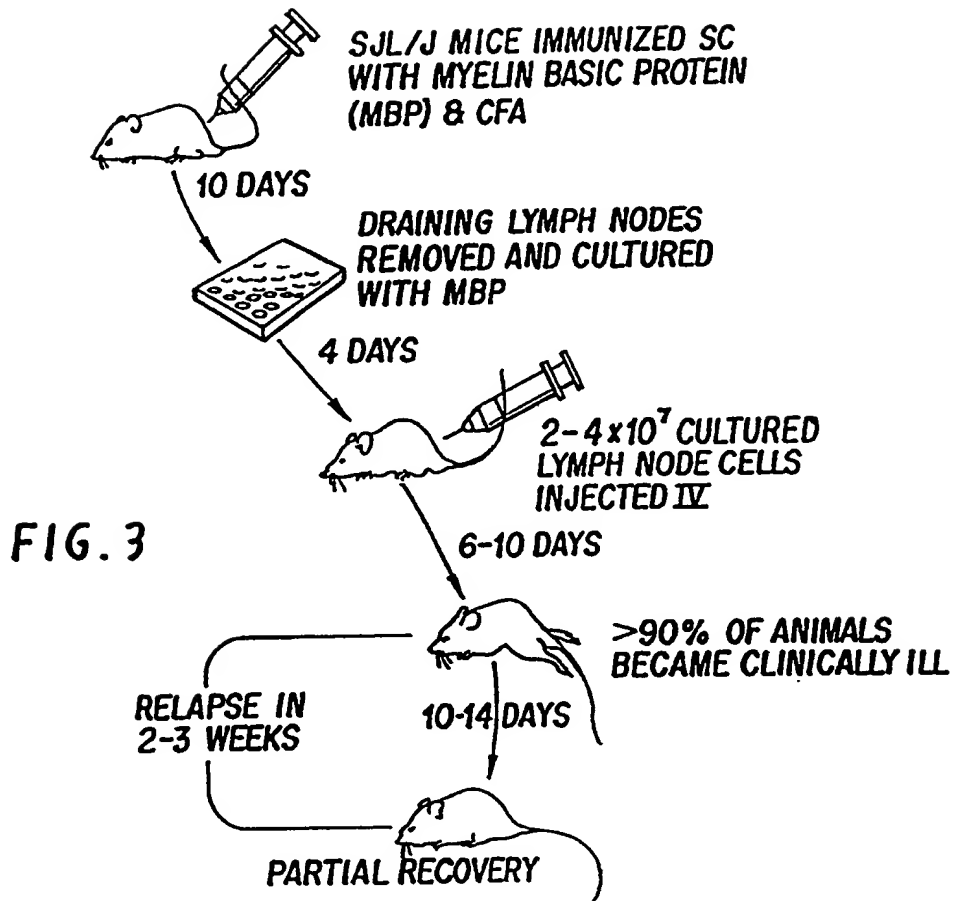 SJL/J MICE IMMUNIZED SC
WITH MYELIN BASIC PROTEIN
(MBP) & CFA
10 DAYS
DRAINING LYMPH NODES
REMOVED AND CULTURED
WITH MBP
4 DAYS
2-4x10⁷ CULTURED
LYMPH NODE CELLS
INJECTED IV
FIG. 3
6-10 DAYS
>90% OF ANIMALS
BECAME CLINICALLY ILL
RELAPSE IN
2-3 WEEKS
10-14 DAYS
PARTIAL RECOVERY